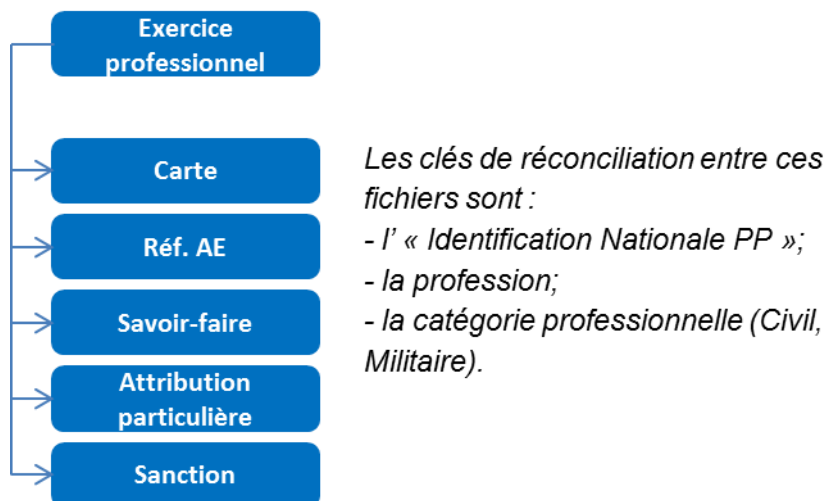 Exercice
professionnel
Carte
Réf. AE
Savoir-faire
Attribution
particulière
Sanction
Les clés de réconciliation entre ces
fichiers sont :
- l' « Identification Nationale PP »;
- la profession;
- la catégorie professionnelle (Civil,
Militaire).